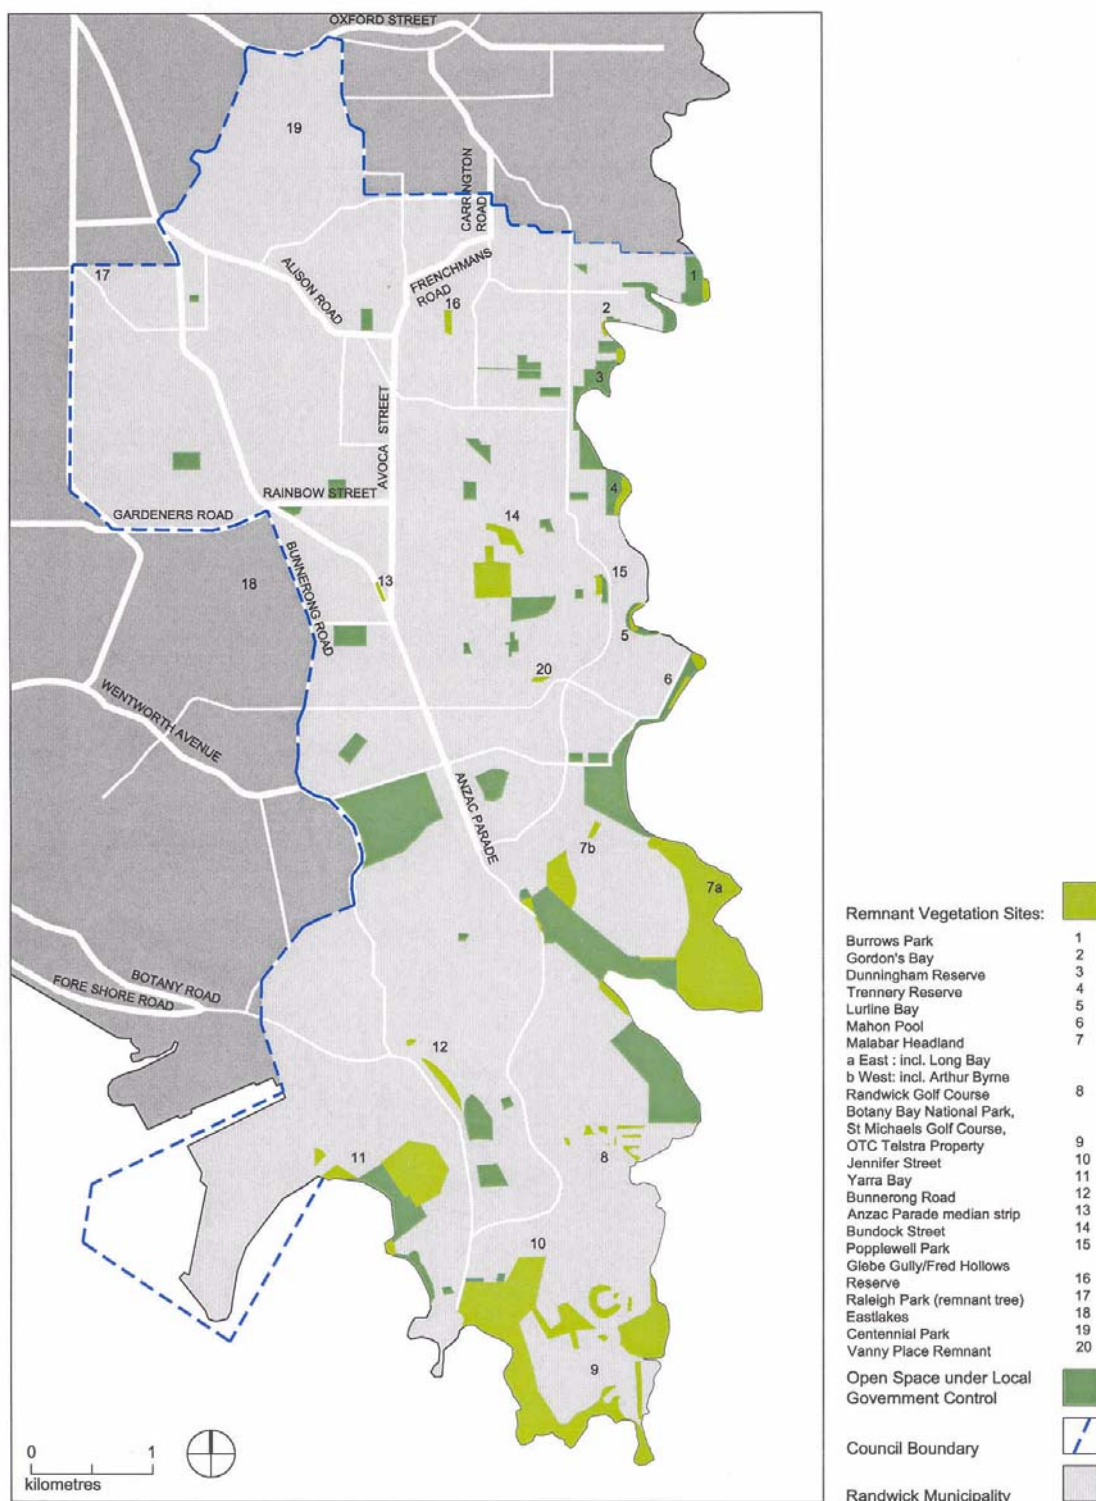 OXFORD STREET
19
CARRINGTON
ROAD
17
ALISON ROAD
FRENCHMANS
ROAD
16
1
2
3
AVOCA STREET
RAINBOW STREET
GARDENERS ROAD
4
14
BUNNERONG ROAD
18
13
15
5
20
6
WENTWORTH AVENUE
ANZAC PARADE
7b
7a
BOTANY ROAD
FORE SHORE ROAD
12
11
8
10
9
0 1
kilometres
Remnant Vegetation Sites:
Burrows Park 1
Gordon's Bay 2
Dunningham Reserve 3
Trennery Reserve 4
Lurline Bay 5
Mahon Pool 6
Malabar Headland 7
a East : incl. Long Bay
b West: incl. Arthur Byrne
Randwick Golf Course 8
Botany Bay National Park,
St Michaels Golf Course,
OTC Telstra Property 9
Jennifer Street 10
Yarra Bay 11
Bunnerong Road 12
Anzac Parade median strip 13
Bundock Street 14
Popplewell Park 15
Glebe Gully/Fred Hollows
Reserve 16
Raleigh Park (remnant tree) 17
Eastlakes 18
Centennial Park 19
Vanny Place Remnant 20
Open Space under Local
Government Control
Council Boundary
Randwick Municipality